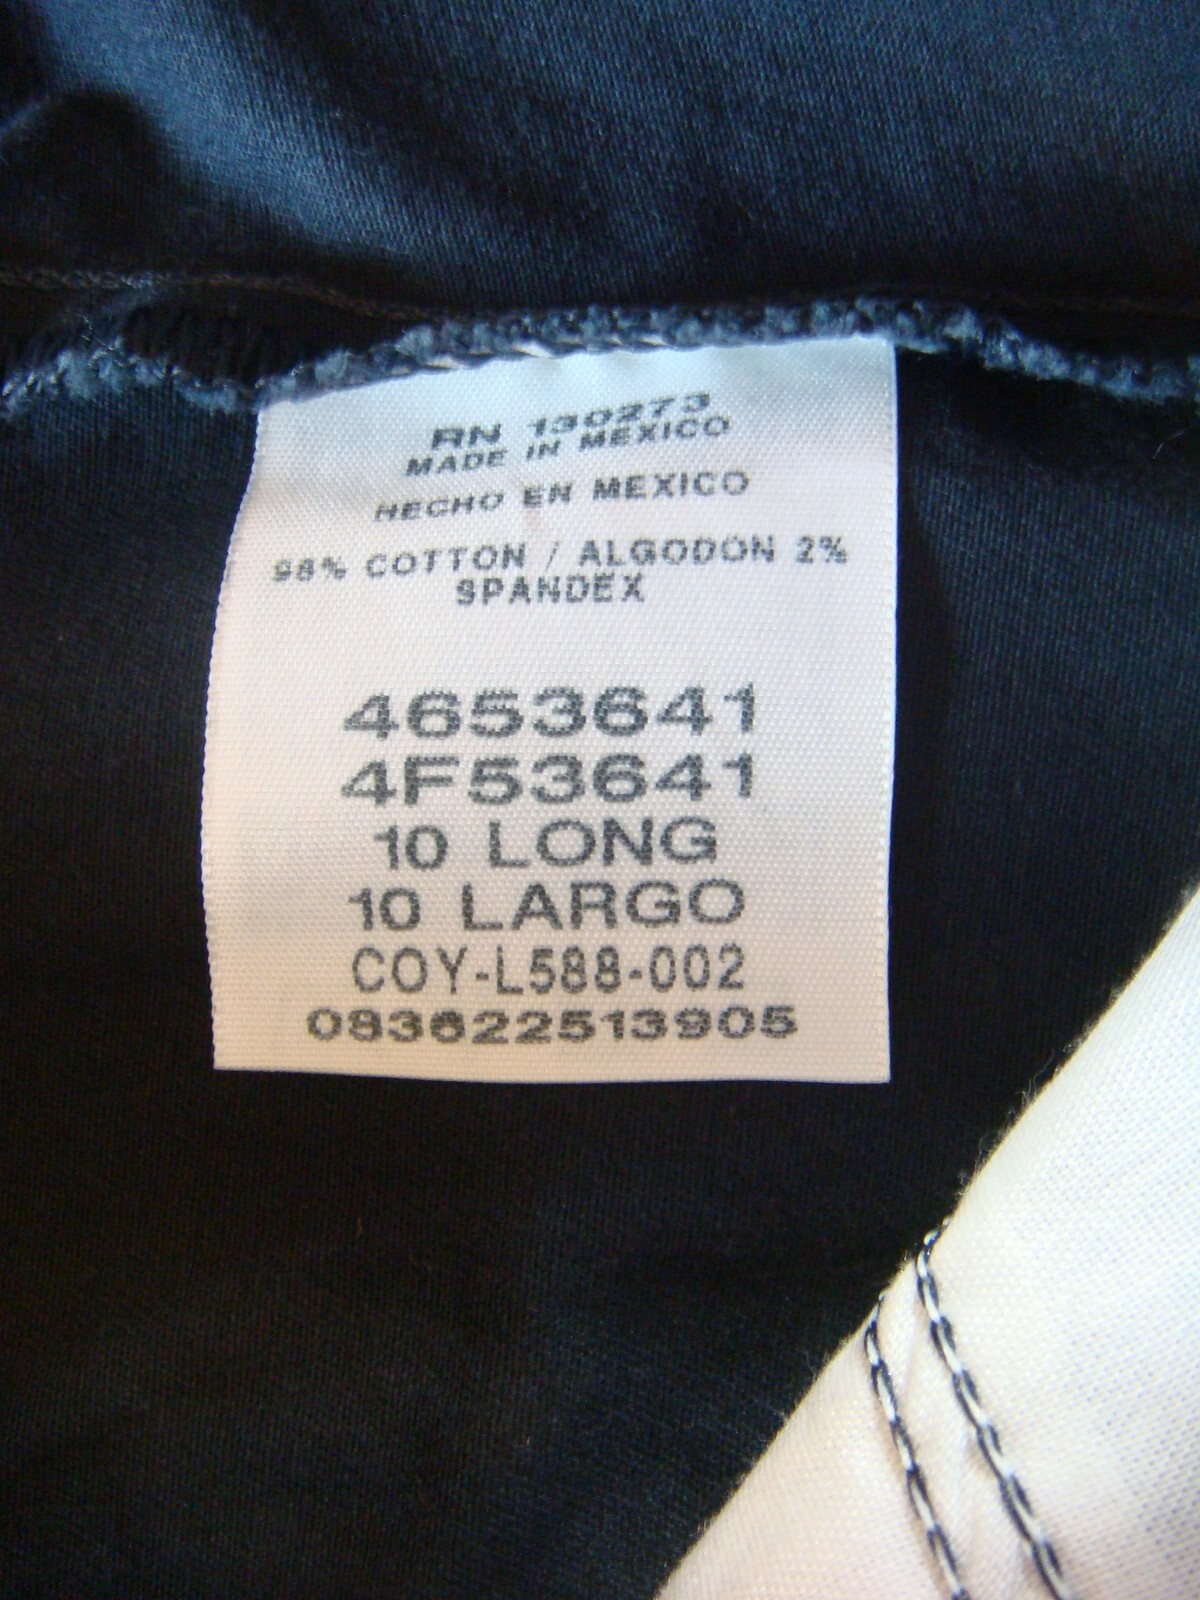 RN 130273
MADE IN MEXICO
HECHO EN MEXICO
98% COTTON / ALGODON 2%
SPANDEX
4653641
4F53641
10 LONG
10 LARGO
COY-L588-002
083622513905